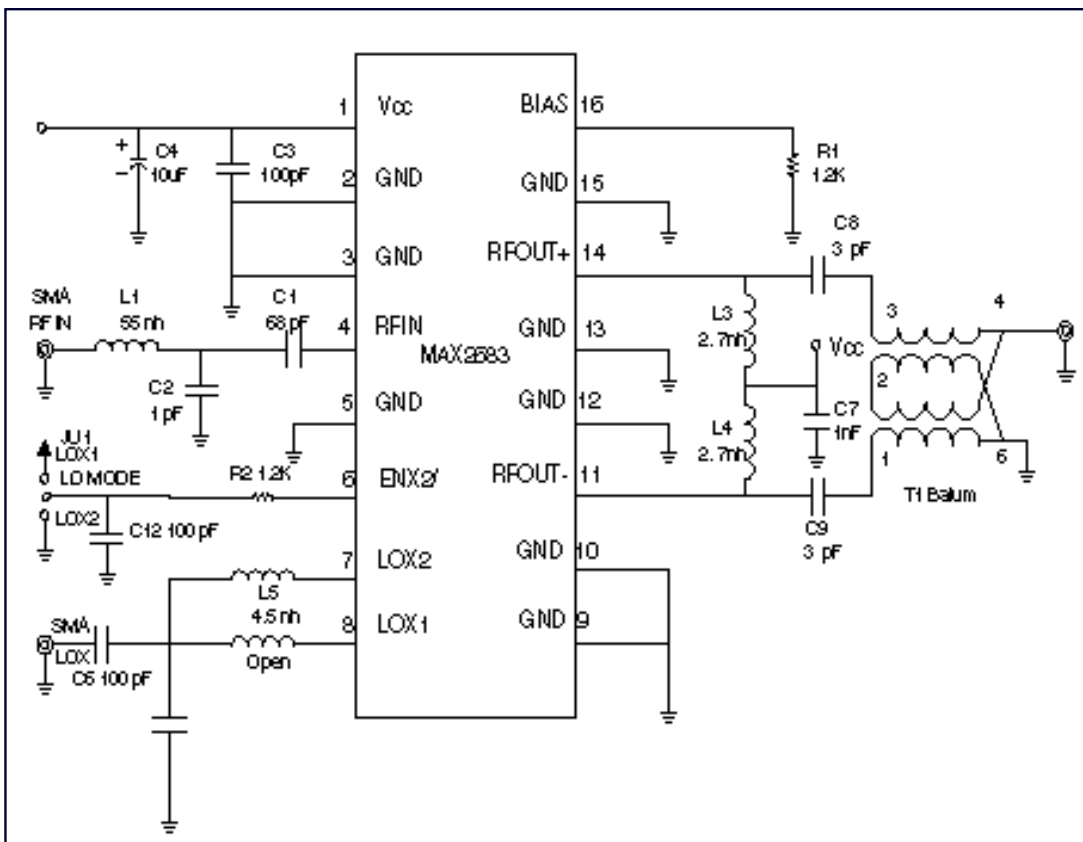 1 Vcc BIAS 16
+
-
C4
10uF
C3
100pF
R1
1.2K
2 GND GND 15
C8
3 pF
3 GND RFOUT+ 14
SMA
RF IN
L1
55 nh
C1
68 pF
L3
2.7nh
3 4
4 RFIN GND 13
MAX2683
Vcc
C2
1 pF
2
5 GND GND 12
C7
1nF
JU1
LOX1
LO MODE
LOX2
L4
2.7nh
1 6
R2 1.2K
6 ENX2/ RFOUT- 11
T1 Balum
C12 100 pF
C9
3 pF
7 LOX2 GND 10
L5
4.5 nh
8 LOX1 GND 9
SMA
LOX
Open
C5 100 pF